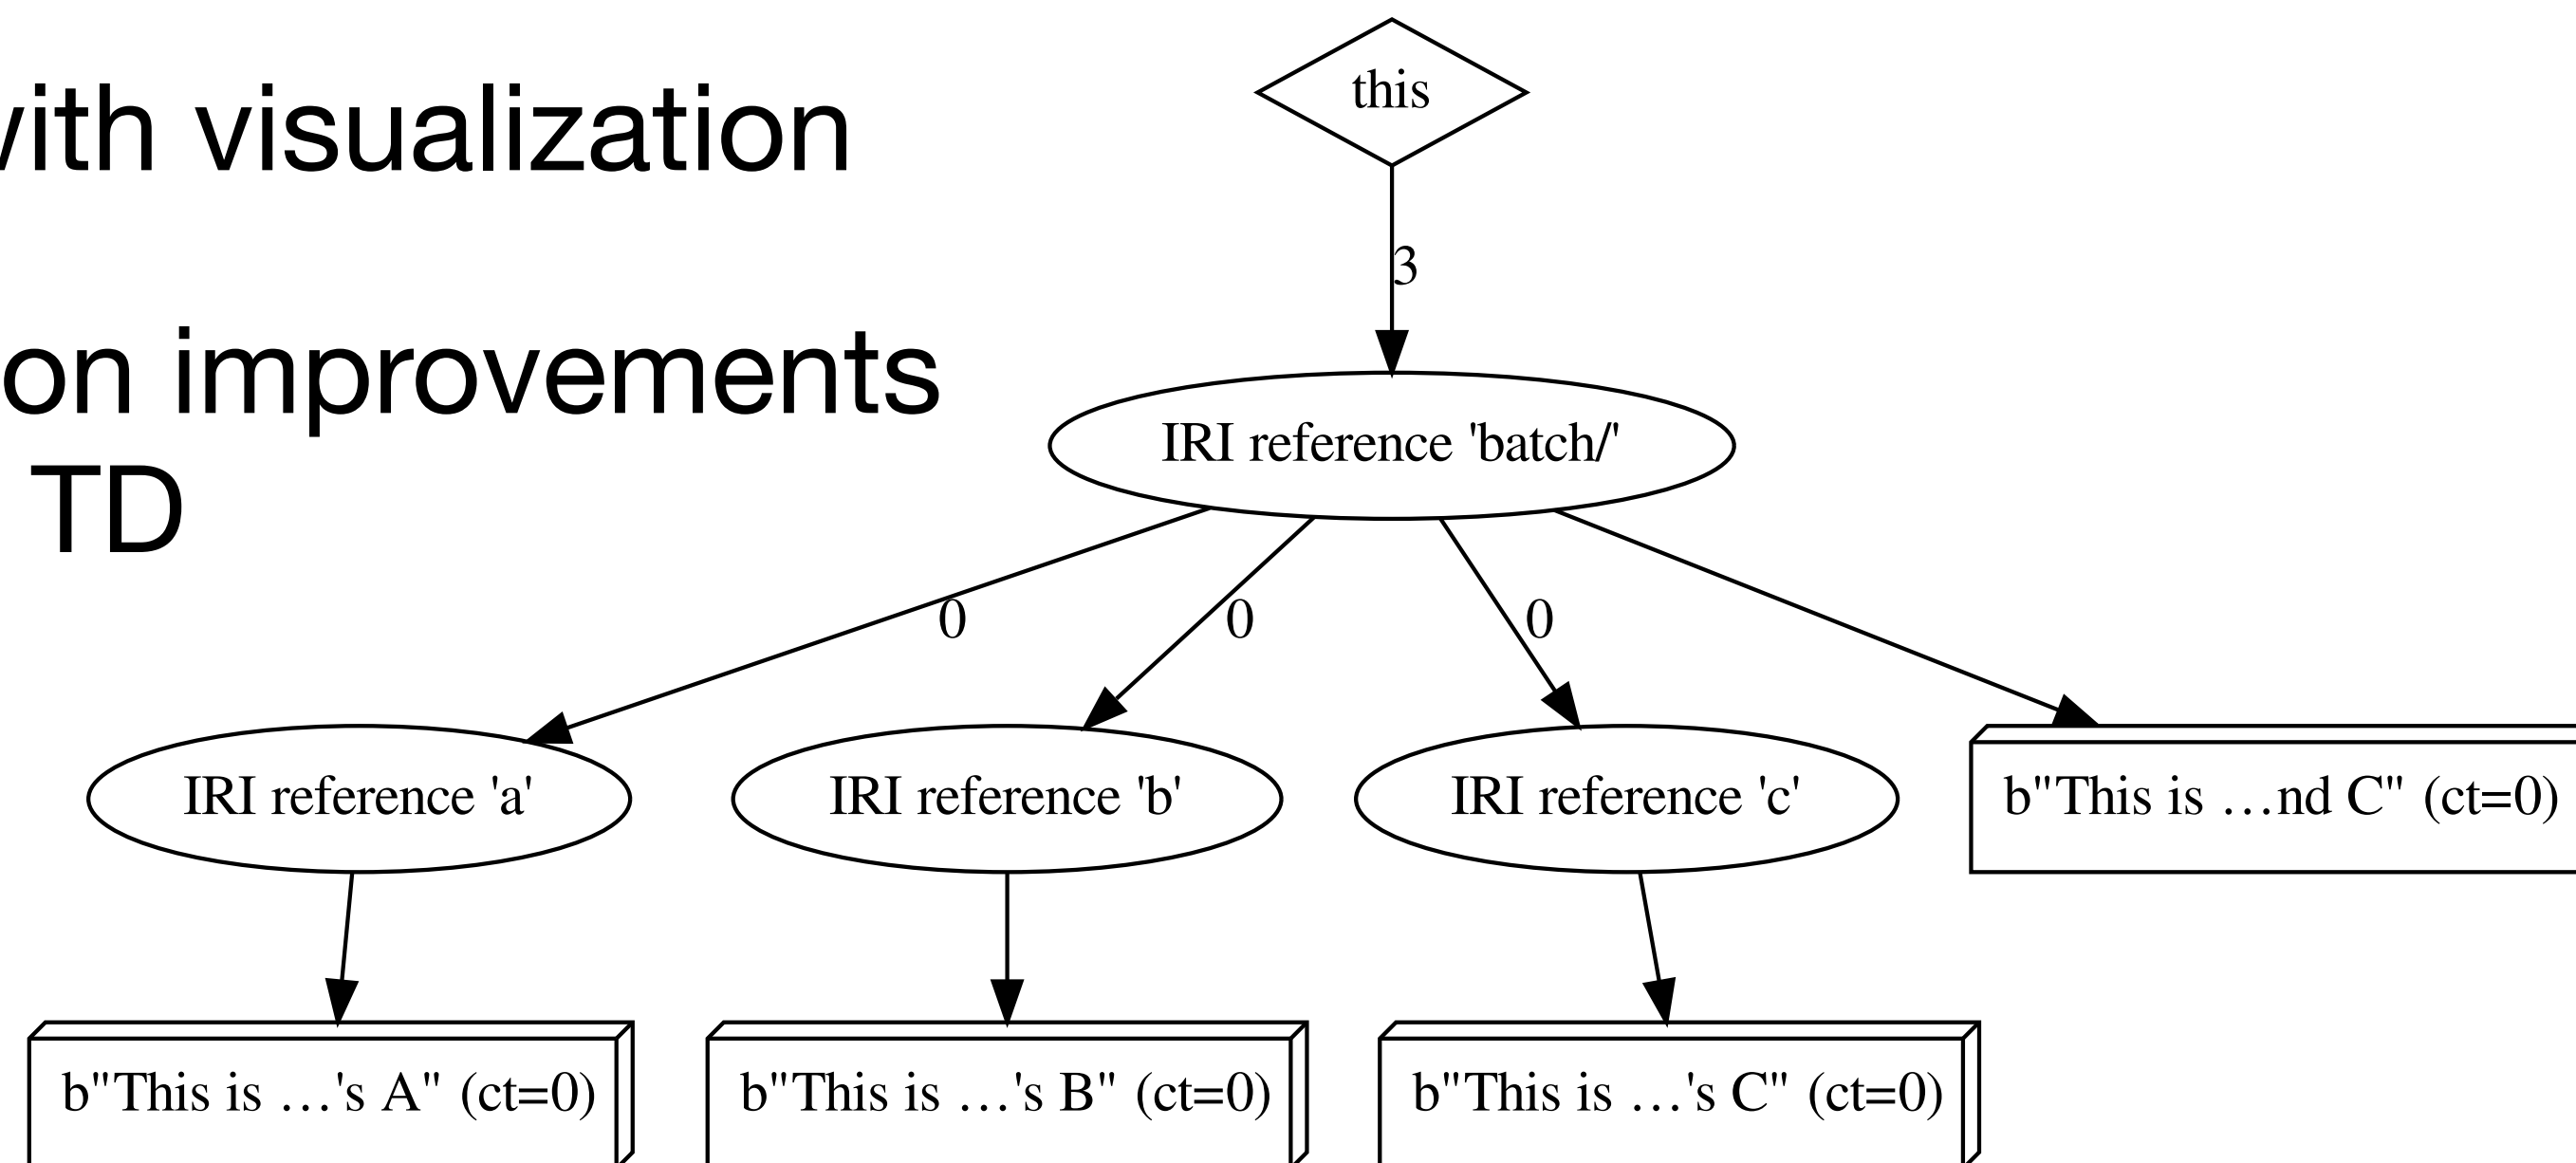 with visualization
on improvements
TD
this
3
IRI reference 'batch/'
0 0 0
IRI reference 'a' IRI reference 'b' IRI reference 'c' b"This is …nd C" (ct=0)
b"This is …'s A" (ct=0) b"This is …'s B" (ct=0) b"This is …'s C" (ct=0)